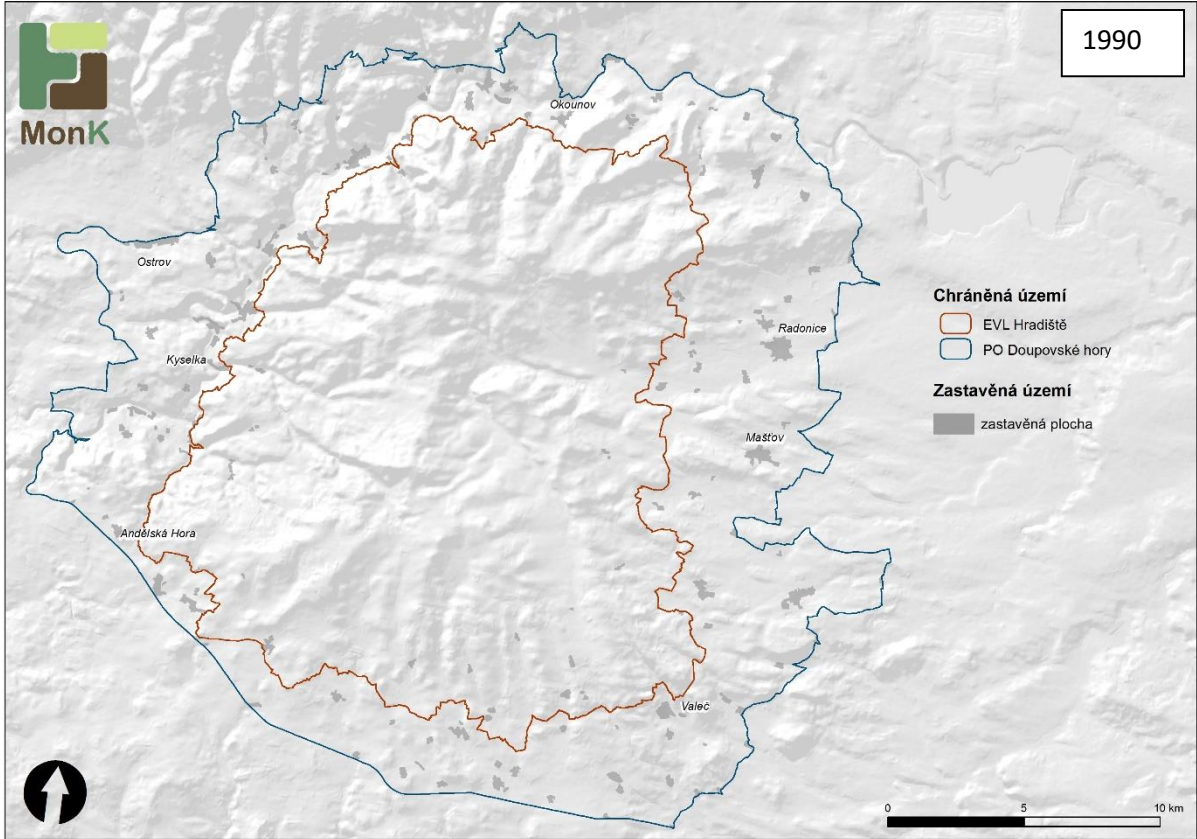 1990
MonK
Okounov
Ostrov
Kyselka
Radonice
Mašťov
Andělská Hora
Valeč
Chráněná území
EVL Hradiště
PO Doupovské hory
Zastavěná území
zastavěná plocha
0 5 10 km